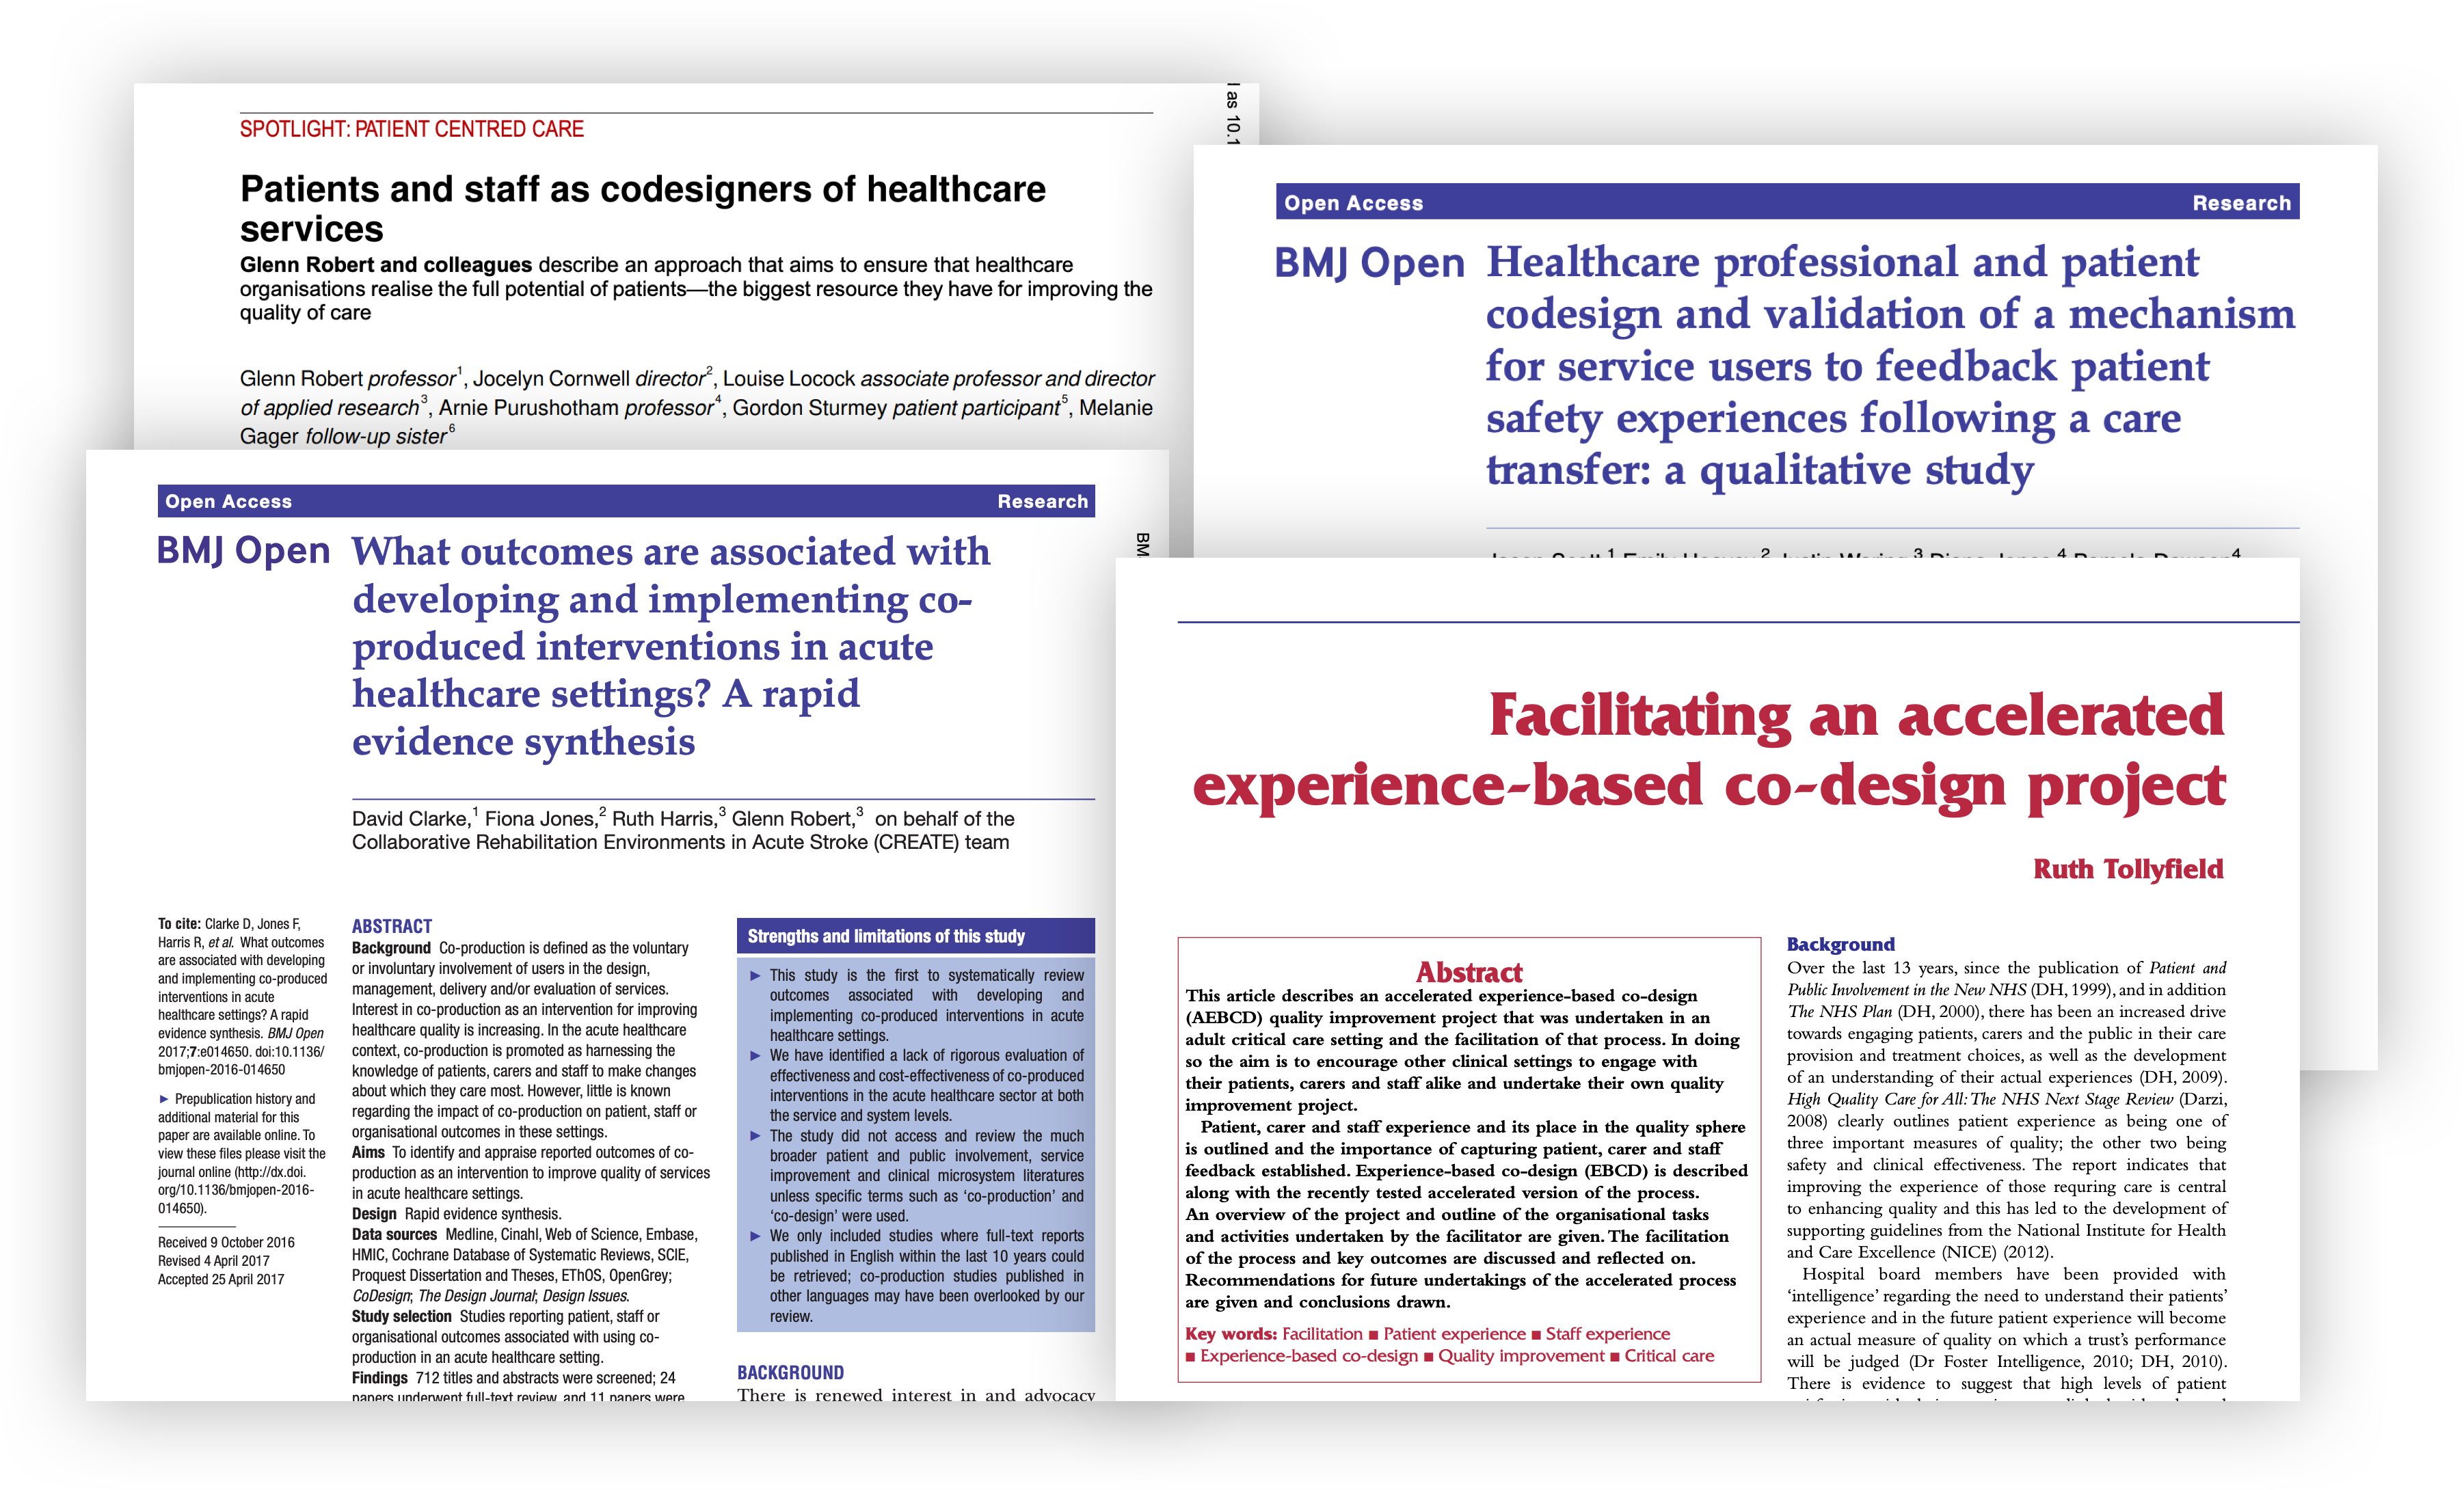 SPOTLIGHT: PATIENT CENTRED CARE
Patients and staff as codesigners of healthcare
services
Glenn Robert and colleagues describe an approach that aims to ensure that healthcare
organisations realise the full potential of patients—the biggest resource they have for improving the
quality of care
Glenn Robert professor1, Jocelyn Cornwell director2, Louise Locock associate professor and director
of applied research3, Arnie Purushotham professor4, Gordon Sturmey patient participant5, Melanie
Gager follow-up sister6
as 10.1
Open Access Research
BMJ Open
Healthcare professional and patient
codesign and validation of a mechanism
for service users to feedback patient
safety experiences following a care
transfer: a qualitative study
Open Access Research
BMJ Open
What outcomes are associated with
developing and implementing co-
produced interventions in acute
healthcare settings? A rapid
evidence synthesis
David Clarke,1 Fiona Jones,2 Ruth Harris,3 Glenn Robert,3 on behalf of the
Collaborative Rehabilitation Environments in Acute Stroke (CREATE) team
BM
To cite: Clarke D, Jones F,
Harris R, et al. What outcomes
are associated with developing
and implementing co-produced
interventions in acute
healthcare settings? A rapid
evidence synthesis. BMJ Open
2017;7:e014650. doi:10.1136/
bmjopen-2016-014650
► Prepublication history and
additional material for this
paper are available online. To
view these files please visit the
journal online (http://dx.doi.
org/10.1136/bmjopen-2016-
014650).
Received 9 October 2016
Revised 4 April 2017
Accepted 25 April 2017
ABSTRACT
Background Co-production is defined as the voluntary
or involuntary involvement of users in the design,
management, delivery and/or evaluation of services.
Interest in co-production as an intervention for improving
healthcare quality is increasing. In the acute healthcare
context, co-production is promoted as harnessing the
knowledge of patients, carers and staff to make changes
about which they care most. However, little is known
regarding the impact of co-production on patient, staff or
organisational outcomes in these settings.
Aims To identify and appraise reported outcomes of co-
production as an intervention to improve quality of services
in acute healthcare settings.
Design Rapid evidence synthesis.
Data sources Medline, Cinahl, Web of Science, Embase,
HMIC, Cochrane Database of Systematic Reviews, SCIE,
Proquest Dissertation and Theses, EThOS, OpenGrey;
CoDesign; The Design Journal; Design Issues.
Study selection Studies reporting patient, staff or
organisational outcomes associated with using co-
production in an acute healthcare setting.
Findings 712 titles and abstracts were screened; 24
papers underwent full-text review, and 11 papers were
Strengths and limitations of this study
► This study is the first to systematically review
outcomes associated with developing and
implementing co-produced interventions in acute
healthcare settings.
► We have identified a lack of rigorous evaluation of
effectiveness and cost-effectiveness of co-produced
interventions in the acute healthcare sector at both
the service and system levels.
► The study did not access and review the much
broader patient and public involvement, service
improvement and clinical microsystem literatures
unless specific terms such as ‘co-production’ and
‘co-design’ were used.
► We only included studies where full-text reports
published in English within the last 10 years could
be retrieved; co-production studies published in
other languages may have been overlooked by our
review.
BACKGROUND
There is renewed interest in and advocacy
Facilitating an accelerated
experience-based co-design project
Ruth Tollyfield
Abstract
This article describes an accelerated experience-based co-design
(AEBCD) quality improvement project that was undertaken in an
adult critical care setting and the facilitation of that process. In doing
so the aim is to encourage other clinical settings to engage with
their patients, carers and staff alike and undertake their own quality
improvement project.
Patient, carer and staff experience and its place in the quality sphere
is outlined and the importance of capturing patient, carer and staff
feedback established. Experience-based co-design (EBCD) is described
along with the recently tested accelerated version of the process.
An overview of the project and outline of the organisational tasks
and activities undertaken by the facilitator are given. The facilitation
of the process and key outcomes are discussed and reflected on.
Recommendations for future undertakings of the accelerated process
are given and conclusions drawn.
Key words: Facilitation ■ Patient experience ■ Staff experience
■ Experience-based co-design ■ Quality improvement ■ Critical care
Background
Over the last 13 years, since the publication of Patient and
Public Involvement in the New NHS (DH, 1999), and in addition
The NHS Plan (DH, 2000), there has been an increased drive
towards engaging patients, carers and the public in their care
provision and treatment choices, as well as the development
of an understanding of their actual experiences (DH, 2009).
High Quality Care for All: The NHS Next Stage Review (Darzi,
2008) clearly outlines patient experience as being one of
three important measures of quality; the other two being
safety and clinical effectiveness. The report indicates that
improving the experience of those requring care is central
to enhancing quality and this has led to the development of
supporting guidelines from the National Institute for Health
and Care Excellence (NICE) (2012).
Hospital board members have been provided with
‘intelligence’ regarding the need to understand their patients’
experience and in the future patient experience will become
an actual measure of quality on which a trust’s performance
will be judged (Dr Foster Intelligence, 2010; DH, 2010).
There is evidence to suggest that high levels of patient